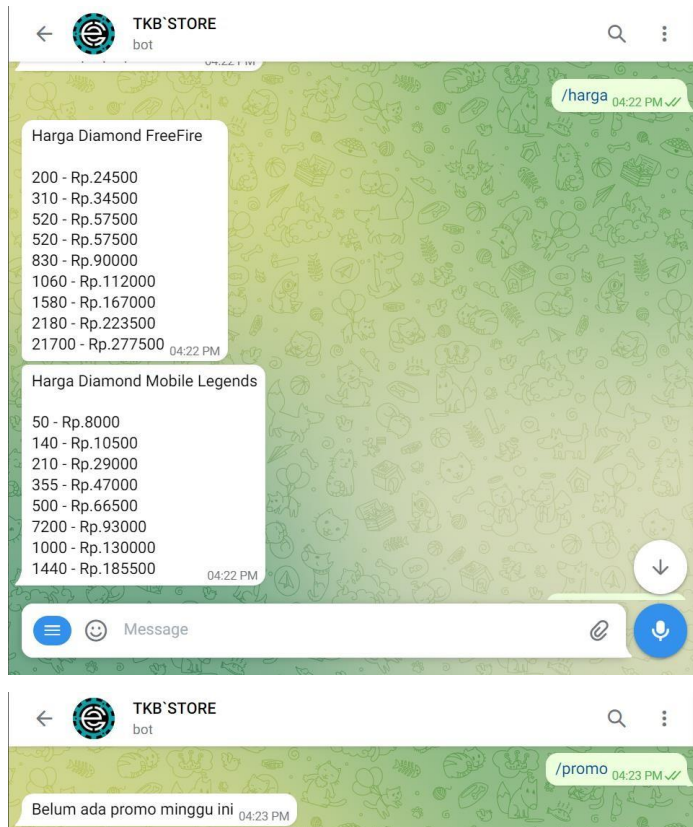 TKB`STORE
bot
/harga 04:22 PM
Harga Diamond FreeFire
200 - Rp.24500
310 - Rp.34500
520 - Rp.57500
520 - Rp.57500
830 - Rp.90000
1060 - Rp.112000
1580 - Rp.167000
2180 - Rp.223500
21700 - Rp.277500 04:22 PM
Harga Diamond Mobile Legends
50 - Rp.8000
140 - Rp.10500
210 - Rp.29000
355 - Rp.47000
500 - Rp.66500
7200 - Rp.93000
1000 - Rp.130000
1440 - Rp.185500 04:22 PM
Message
TKB`STORE
bot
/promo 04:23 PM
Belum ada promo minggu ini 04:23 PM